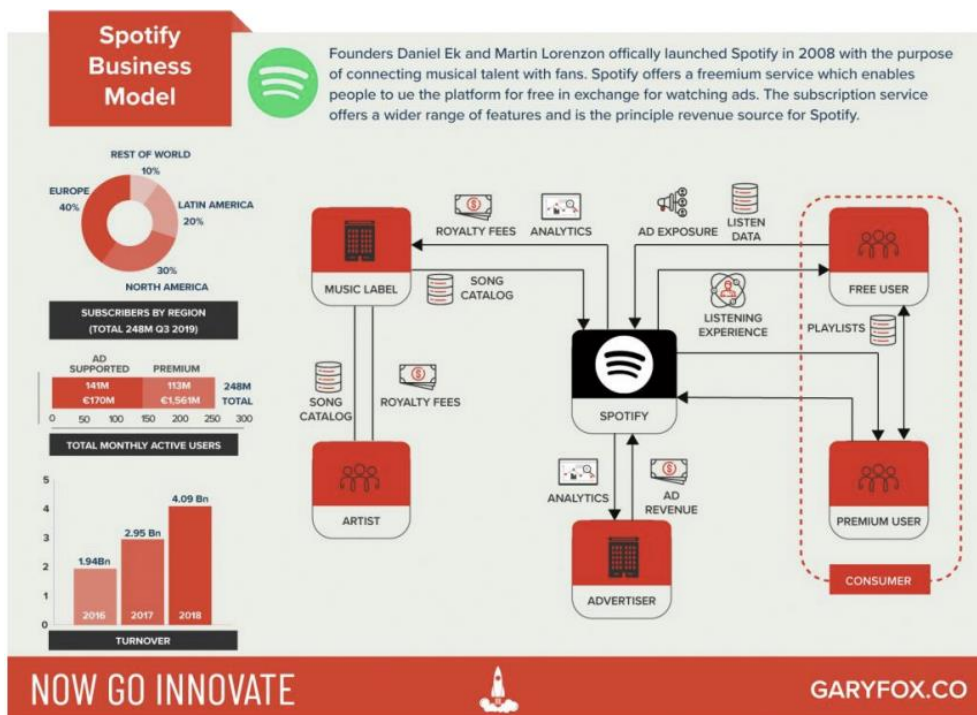 Spotify
Business
Model
Founders Daniel Ek and Martin Lorenzon offically launched Spotify in 2008 with the purpose
of connecting musical talent with fans. Spotify offers a freemium service which enables
people to ue the platform for free in exchange for watching ads. The subscription service
offers a wider range of features and is the principle revenue source for Spotify.
REST OF WORLD
10%
EUROPE
40%
LATIN AMERICA
20%
30%
NORTH AMERICA
SUBSCRIBERS BY REGION
(TOTAL 248M Q3 2019)
AD
SUPPORTED
PREMIUM
141M
113M
248M
€170M
€1,561M
TOTAL
0 50 100 150 200 250 300
TOTAL MONTHLY ACTIVE USERS
5
4
3
2
1
0
1.94Bn
2.95 Bn
4.09 Bn
2016
2017
2018
TURNOVER
ROYALTY FEES
ANALYTICS
AD EXPOSURE
LISTEN
DATA
MUSIC LABEL
SONG
CATALOG
LISTENING
EXPERIENCE
FREE USER
PLAYLISTS
SONG
CATALOG
ROYALTY FEES
SPOTIFY
ARTIST
ANALYTICS
AD
REVENUE
ADVERTISER
PREMIUM USER
CONSUMER
NOW GO INNOVATE
GARYFOX.CO